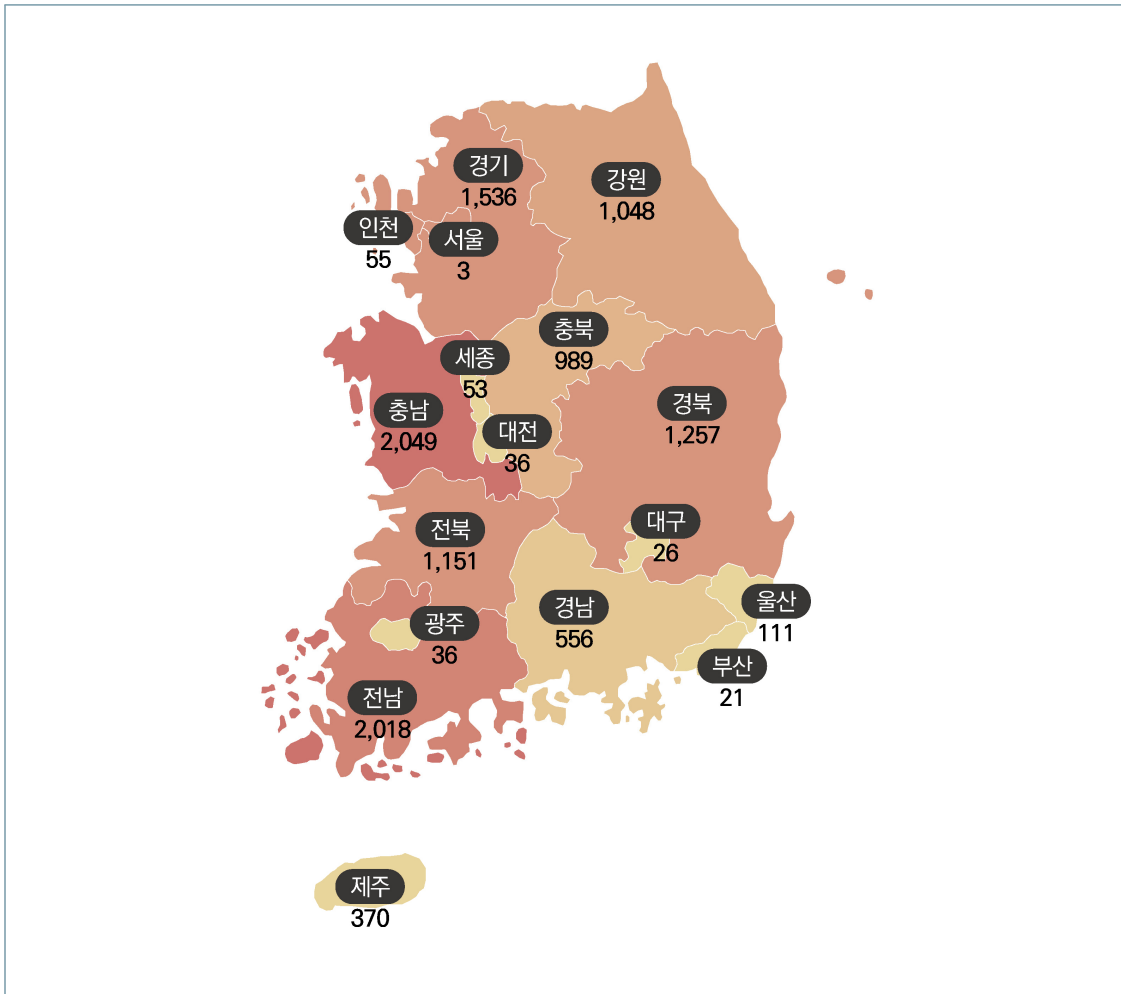 경기
1,536
강원
1,048
인천
55
서울
3
충북
989
세종
53
충남
2,049
경북
1,257
대전
36
전북
1,151
대구
26
경남
556
울산
111
광주
36
부산
21
전남
2,018
제주
370